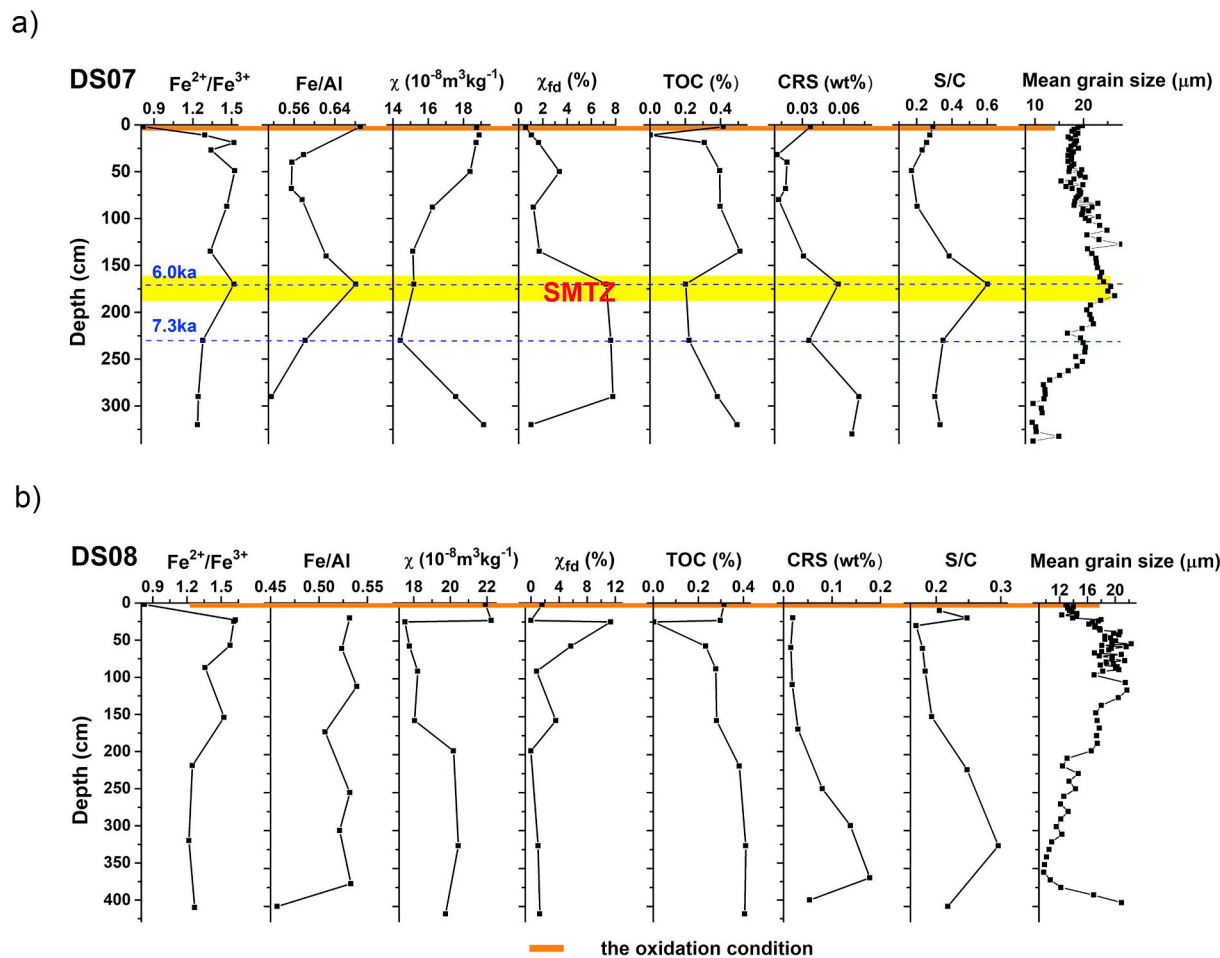 a)
DS07
Fe2+/Fe3+ Fe/Al χ (10-8m3kg-1) χfd (%) TOC (%) CRS (wt%) S/C Mean grain size (μm)
0.9 1.2 1.5 0.56 0.64 14 16 18 0 2 4 6 8 0.0 0.2 0.4 0.03 0.06 0.2 0.4 0.6 10 20
0
50
100
150
200
250
300
Depth (cm)
6.0ka
SMTZ
7.3ka
b)
DS08
Fe2+/Fe3+ Fe/Al χ (10-8m3kg-1) χfd (%) TOC (%) CRS (wt%) S/C Mean grain size (μm)
0.9 1.2 1.5 0.45 0.50 0.55 18 20 22 0 4 8 12 0.0 0.2 0.4 0.0 0.1 0.2 0.2 0.3 12 14 16 18 20 22
0
50
100
150
200
250
300
350
400
Depth (cm)
the oxidation condition